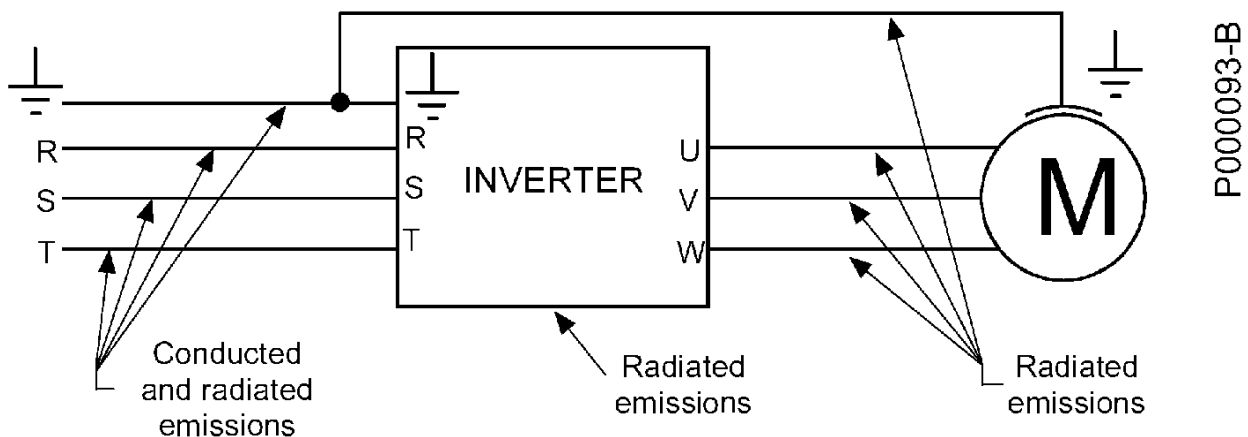 P000093-B
R
S
T
R
S
T
INVERTER
U
V
W
M
Conducted
and radiated
emissions
Radiated
emissions
Radiated
emissions